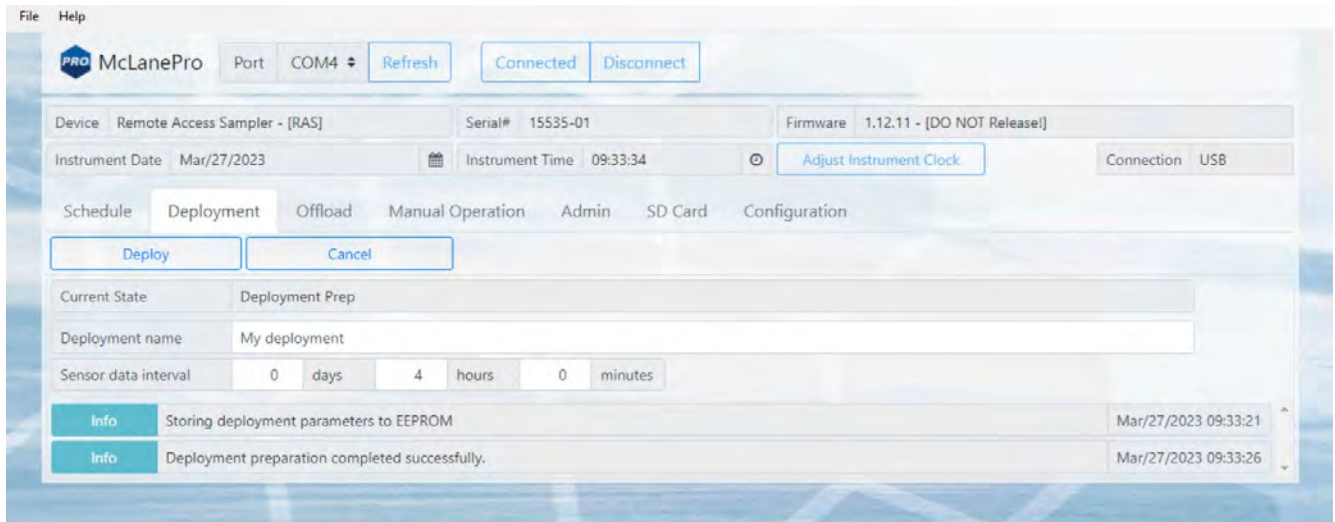 File Help
PRO McLanePro Port COM4 Refresh Connected Disconnect
Device Remote Access Sampler - [RAS] Serial# 15535-01 Firmware 1.12.11 - [DO NOT Release!]
Instrument Date Mar/27/2023 Instrument Time 09:33:34 Adjust Instrument Clock Connection USB
Schedule Deployment Offload Manual Operation Admin SD Card Configuration
Deploy Cancel
Current State Deployment Prep
Deployment name My deployment
Sensor data interval 0 days 4 hours 0 minutes
Info Storing deployment parameters to EEPROM Mar/27/2023 09:33:21
Info Deployment preparation completed successfully. Mar/27/2023 09:33:26